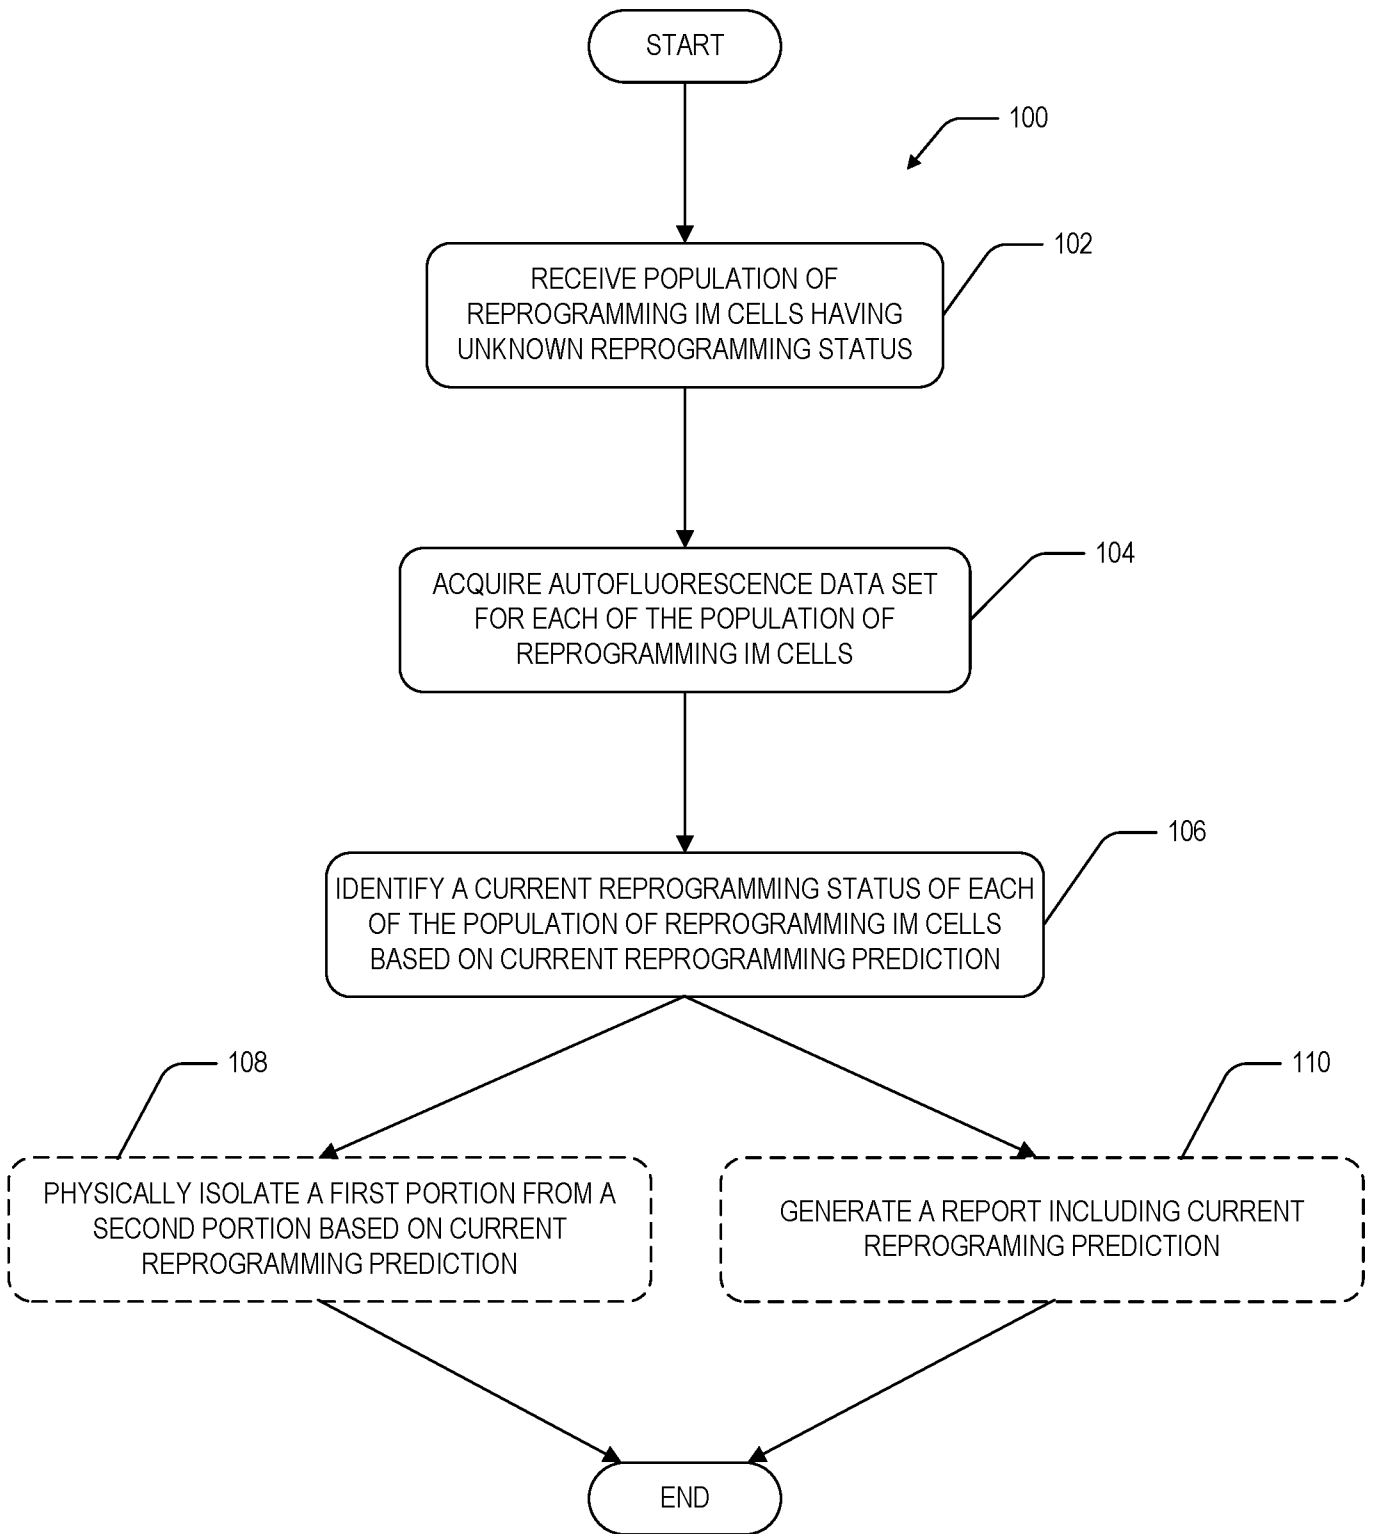 START
100
102
RECEIVE POPULATION OF
REPROGRAMMING IM CELLS HAVING
UNKNOWN REPROGRAMMING STATUS
104
ACQUIRE AUTOFLUORESCENCE DATA SET
FOR EACH OF THE POPULATION OF
REPROGRAMMING IM CELLS
106
IDENTIFY A CURRENT REPROGRAMMING STATUS OF EACH
OF THE POPULATION OF REPROGRAMMING IM CELLS
BASED ON CURRENT REPROGRAMMING PREDICTION
108
PHYSICALLY ISOLATE A FIRST PORTION FROM A
SECOND PORTION BASED ON CURRENT
REPROGRAMMING PREDICTION
110
GENERATE A REPORT INCLUDING CURRENT
REPROGRAMING PREDICTION
END